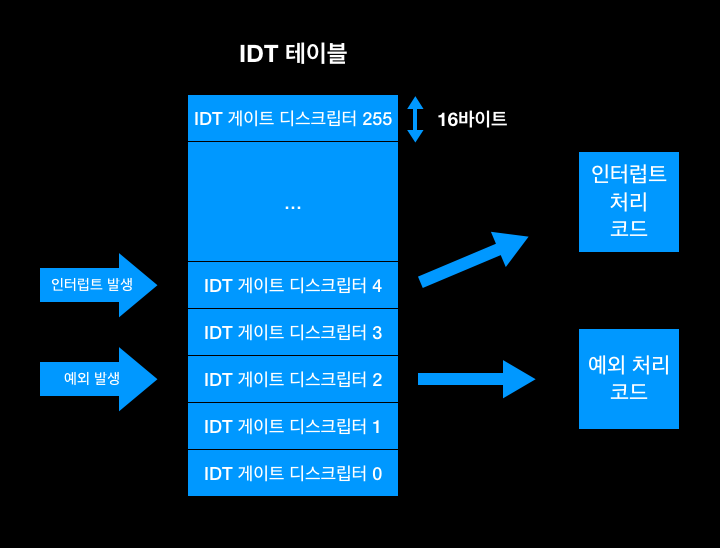 IDT 테이블
IDT 게이트 디스크립터 255
16바이트
...
인터럽트 발생
IDT 게이트 디스크립터 4
인터럽트
처리
코드
IDT 게이트 디스크립터 3
예외 발생
IDT 게이트 디스크립터 2
예외 처리
코드
IDT 게이트 디스크립터 1
IDT 게이트 디스크립터 0